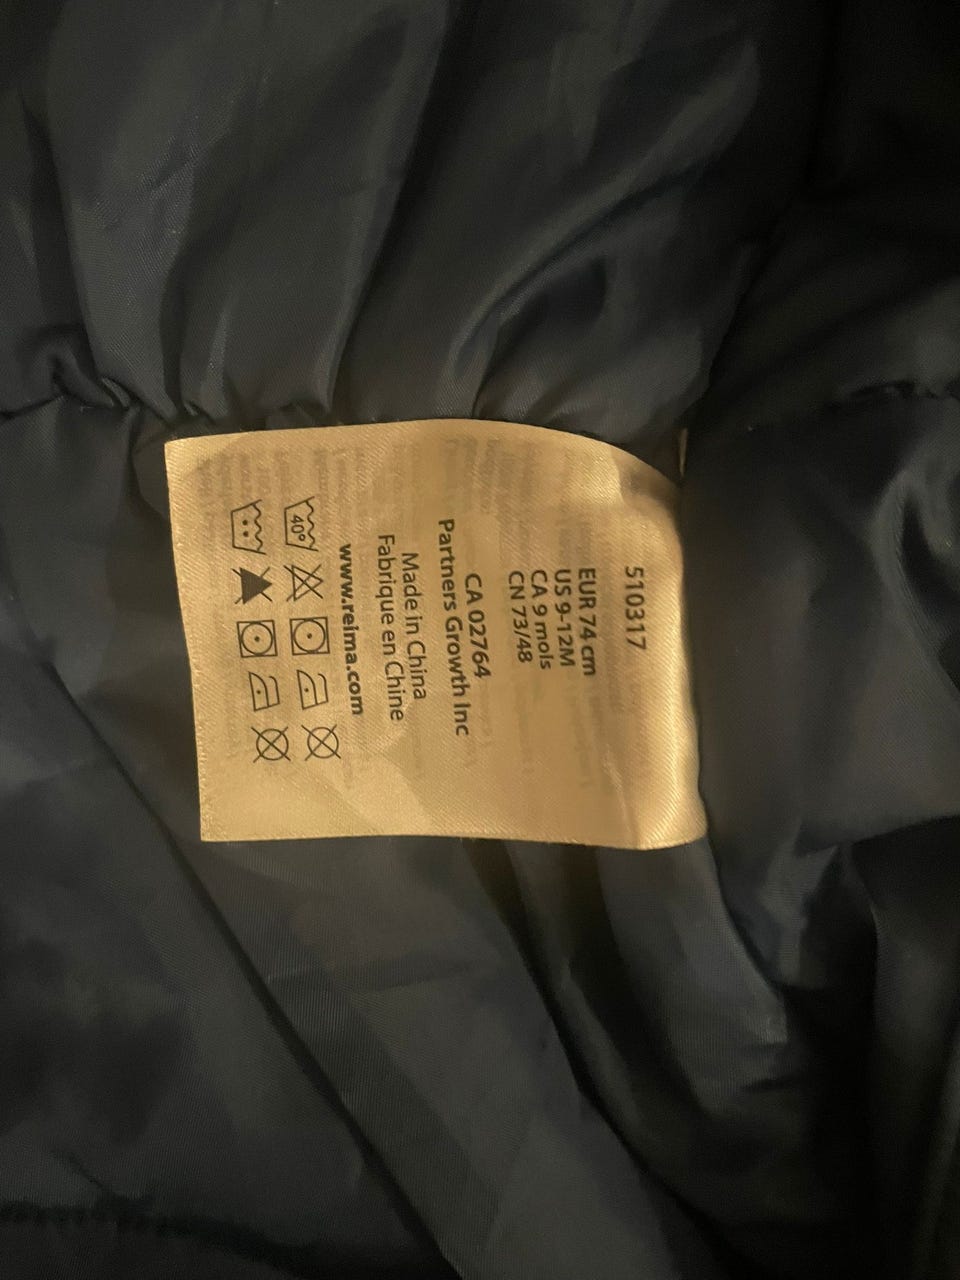 510317
EUR 74 cm
US 9-12M
CA 9 mois
CN 73/48
CA 02764
Partners Growth Inc
Made in China
Fabrique en Chine
www.reima.com
40°